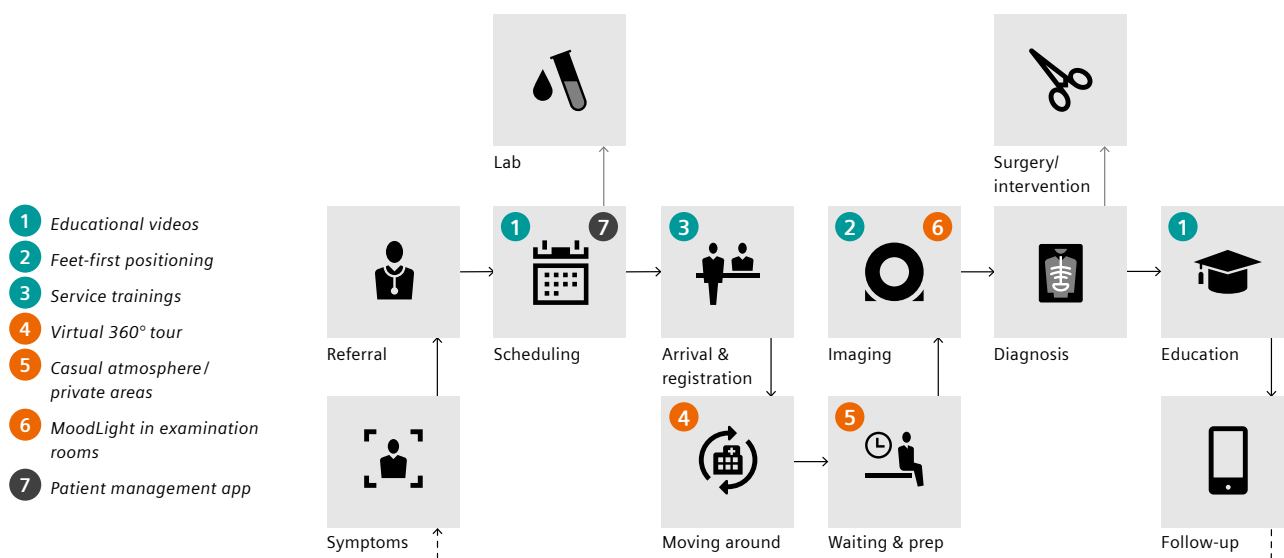 1 Educational videos
2 Feet-first positioning
3 Service trainings
4 Virtual 360° tour
5 Casual atmosphere/
private areas
6 MoodLight in examination
rooms
7 Patient management app
Lab
Surgery/
intervention
1 7
3
2 6
1
Referral
Scheduling
Arrival &
registration
Imaging
Diagnosis
Education
4
5
Symptoms
Moving around
Waiting & prep
Follow-up